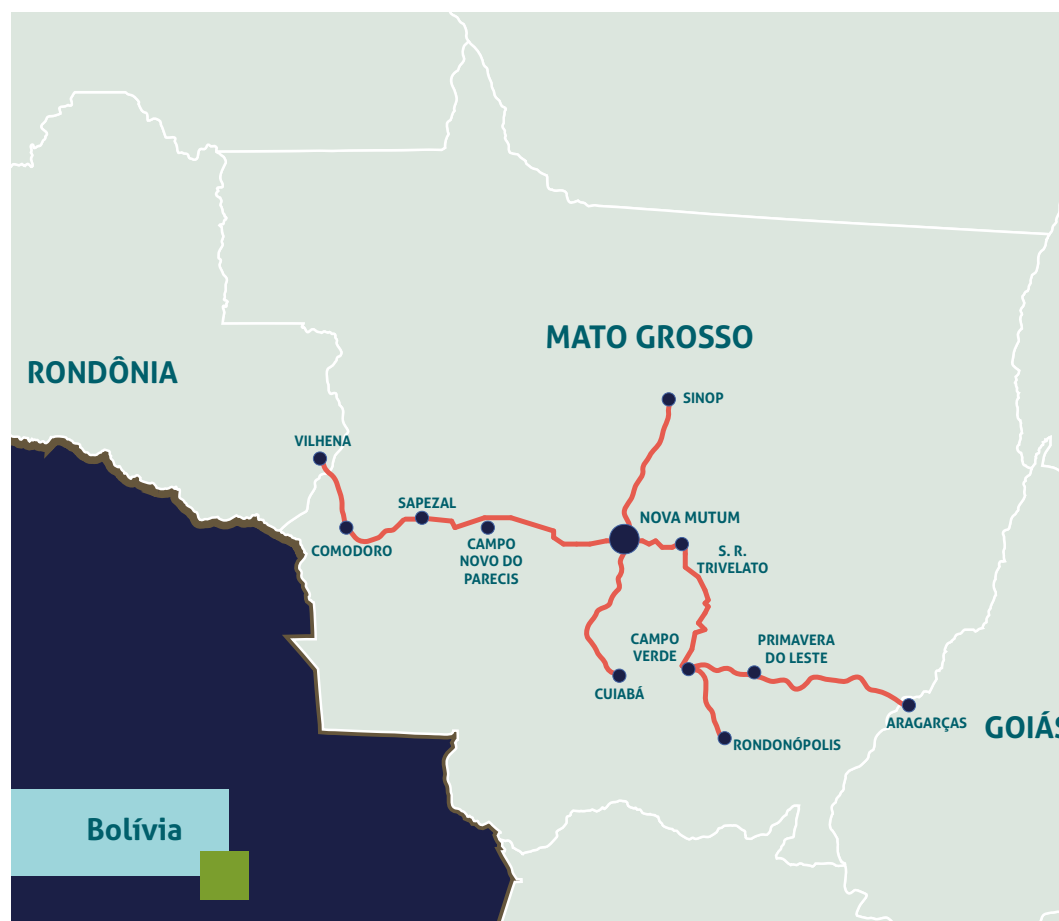 MATO GROSSO
RONDÔNIA
SINOP
VILHENA
SAPEZAL
NOVA MUTUM
COMODORO
CAMPO
NOVO DO
PARECIS
S. R.
TRIVELATO
CAMPO
VERDE
PRIMAVERA
DO LESTE
CUIABÁ
ARAGARÇAS
GOIÁS
RONDONÓPOLIS
Bolívia